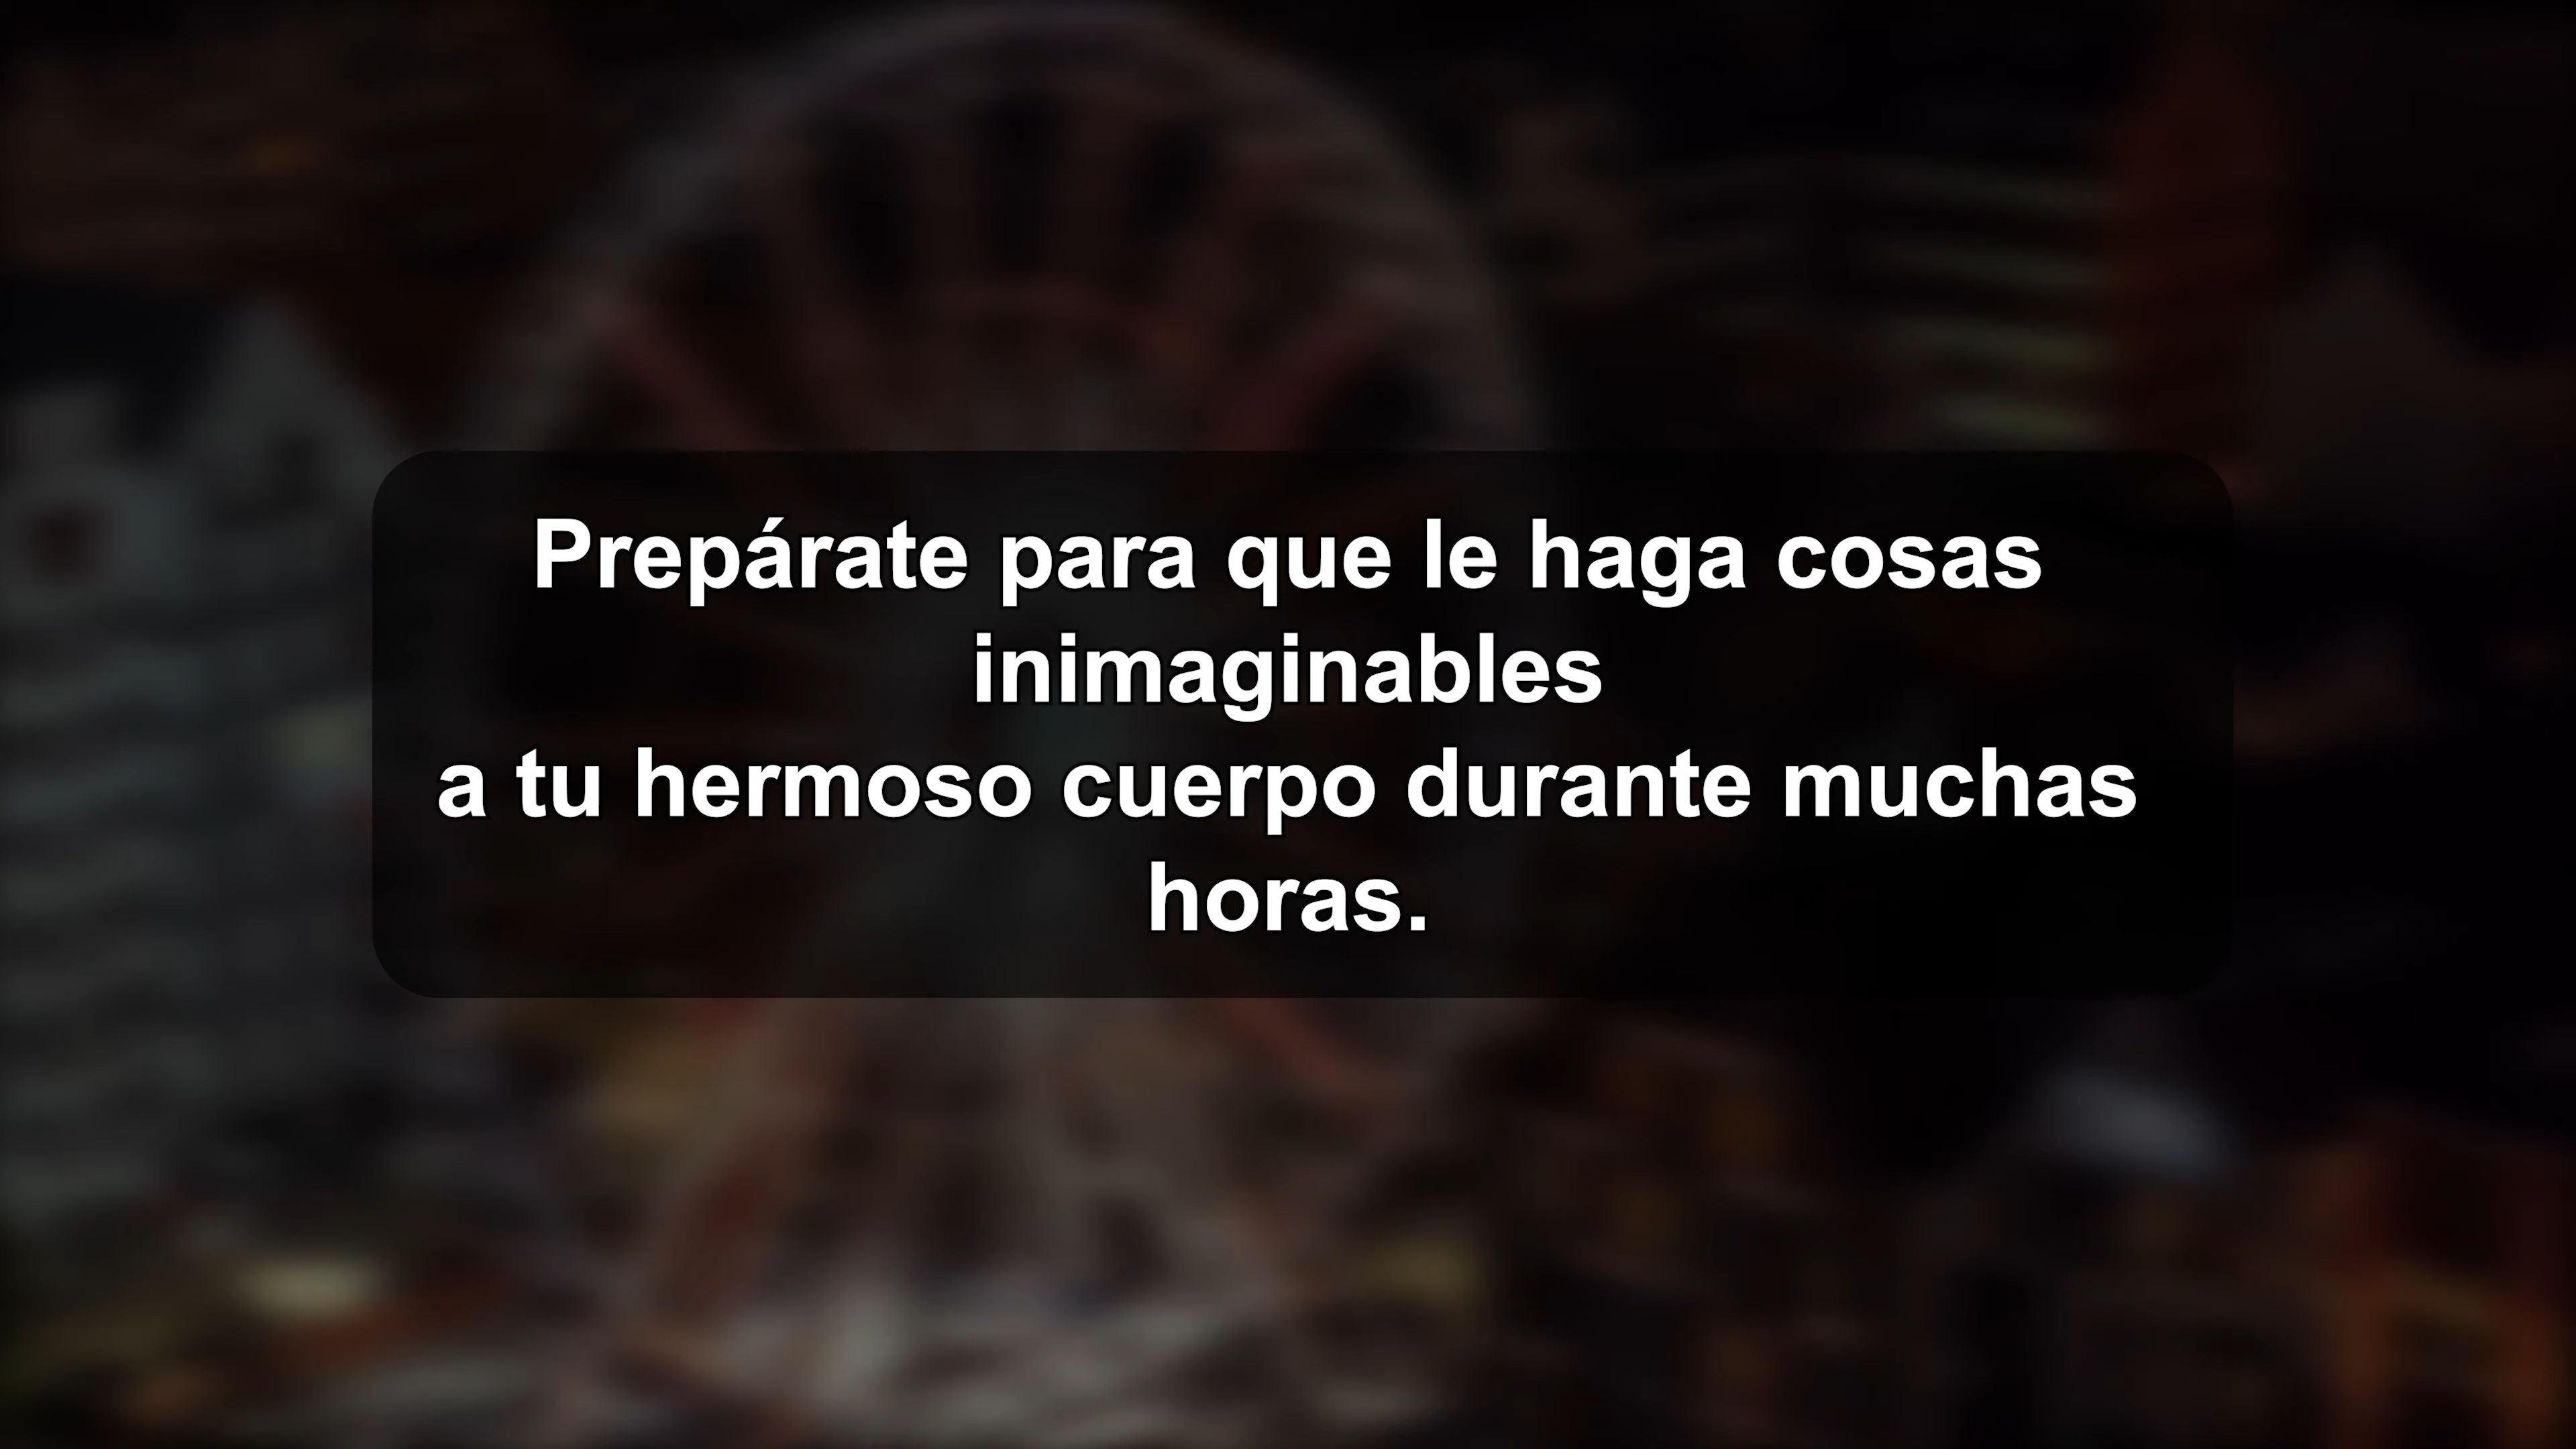 Prepárate para que le haga cosas
inimaginables
a tu hermoso cuerpo durante muchas
horas.